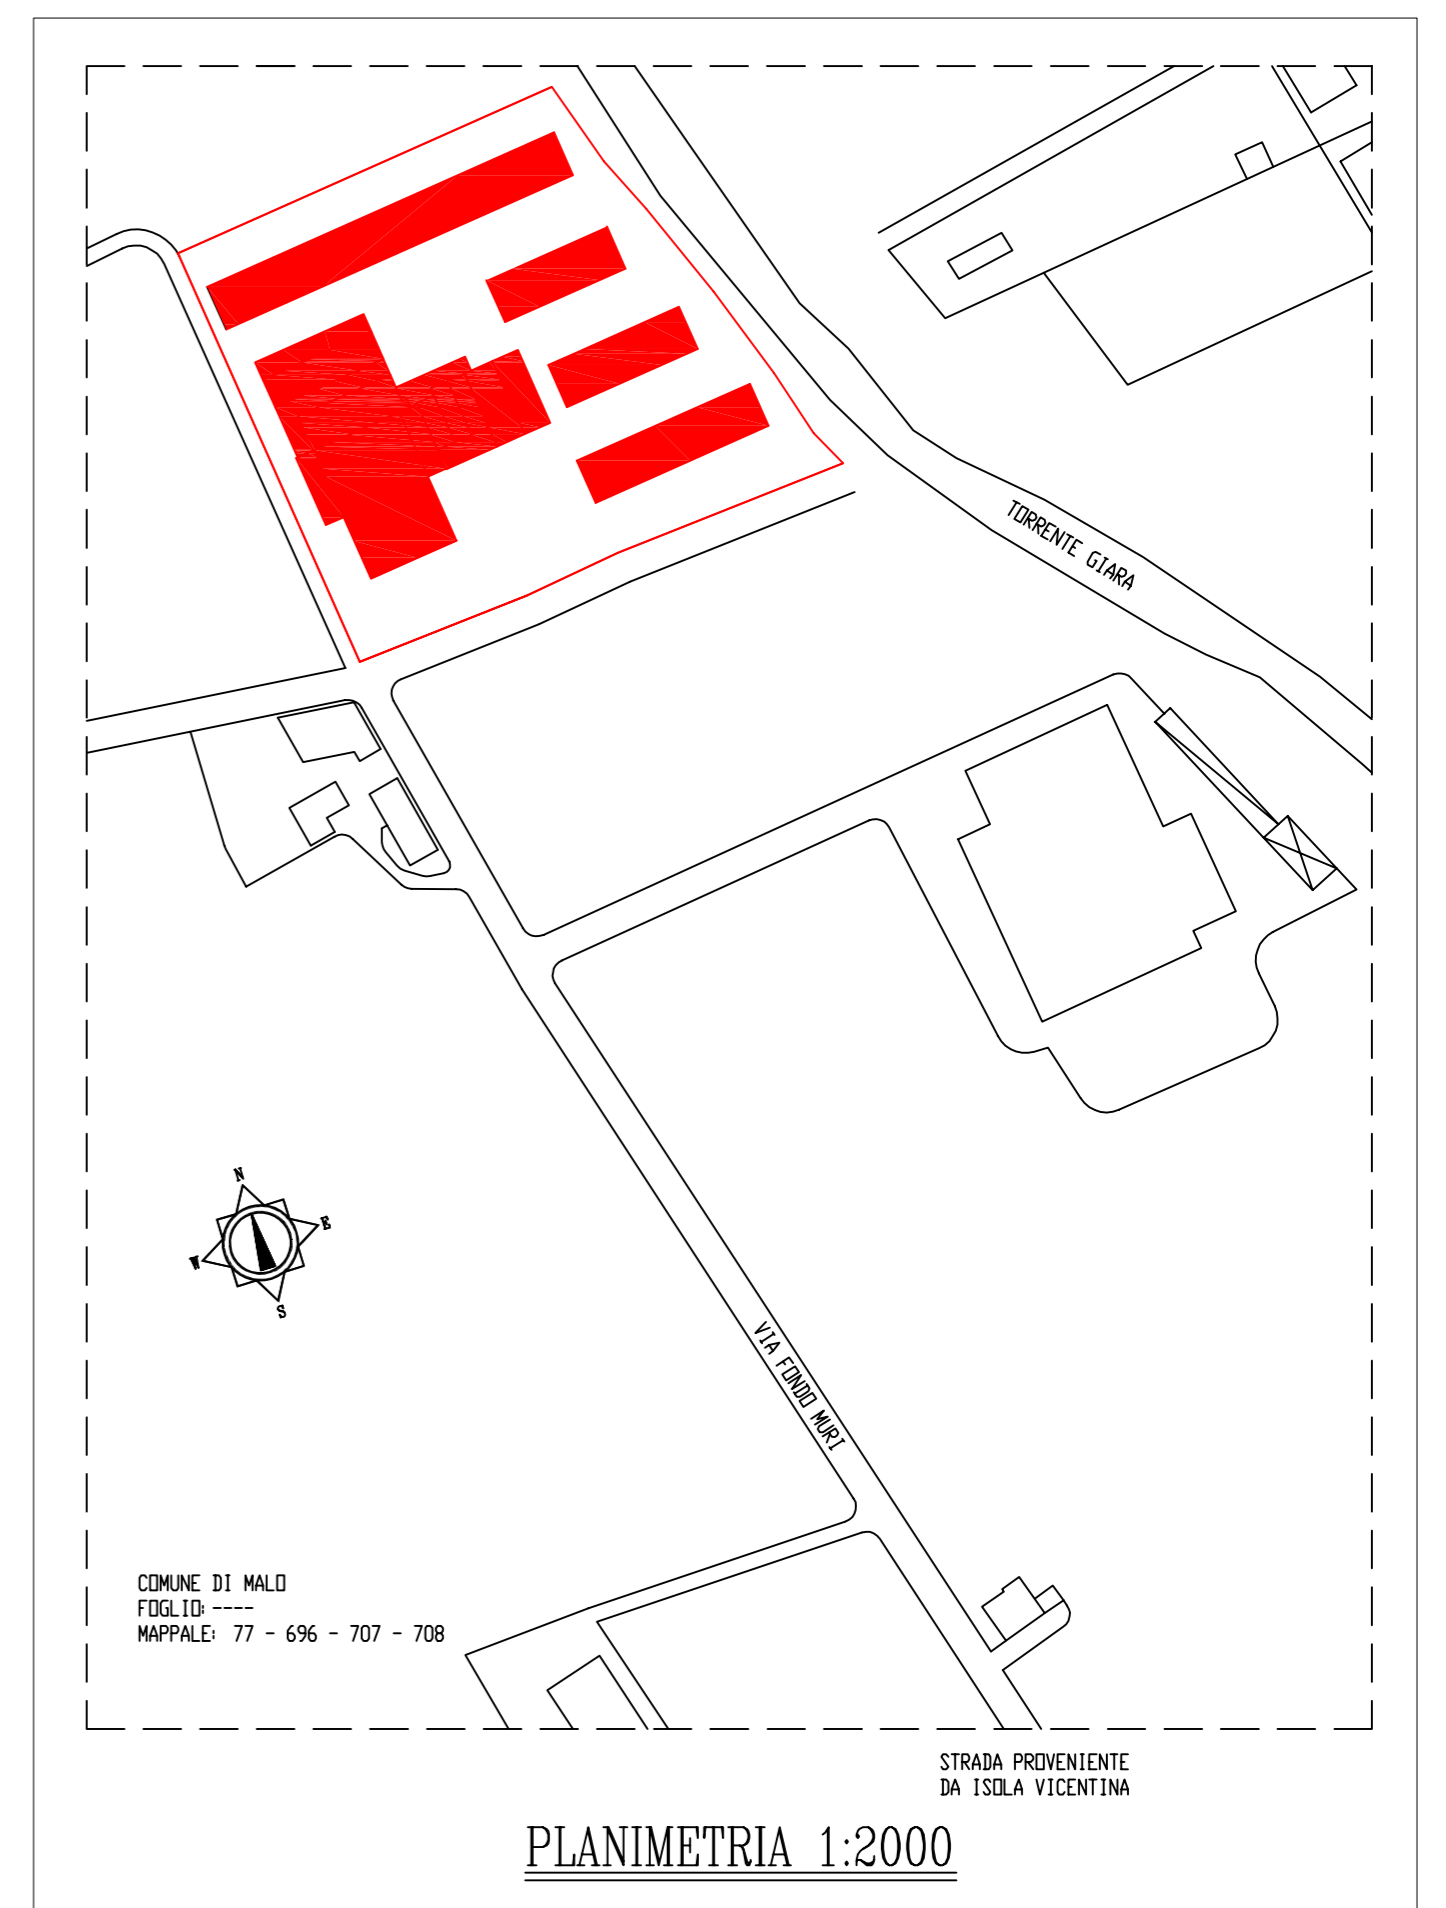 TORRENTE GIARA
N
E
W
S
VIA FONDO MURI
COMUNE DI MALO
FOGLIO: ----
MAPPALE: 77 - 696 - 707 - 708
STRADA PROVENIENTE
DA ISOLA VICENTINA
PLANIMETRIA 1:2000